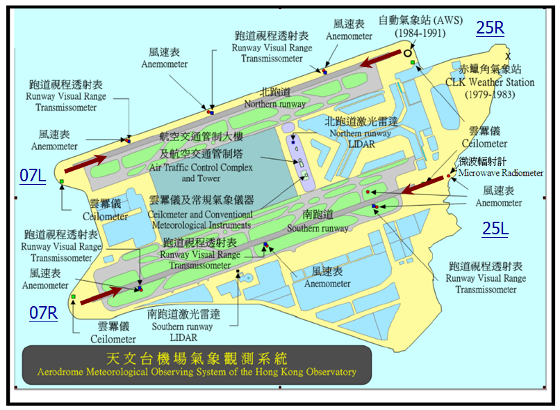 自動氣象站 (AWS)
(1984-1991)
25R
風速表
Anemometer
跑道視程透射表
Runway Visual Range
Transmissometer
風速表
Anemometer
X
赤鱲角氣象站
CLK Weather Station
(1979-1983)
跑道視程透射表
Runway Visual Range
Transmissometer
北跑道
Northern runway
北跑道激光雷達
Northern runway
LIDAR
雲冪儀
Ceilometer
風速表
Anemometer
航空交通管制大樓
及航空交通管制塔
Air Traffic Control Complex
and Tower
微波輻射計
Microwave Radiometer
07L
雲冪儀
Ceilometer
雲冪儀及常規氣象儀器
Ceilometer and Conventional
Meteorological Instruments
南跑道
Southern runway
風速表
Anemometer
25L
跑道視程透射表
Runway Visual Range
Transmissometer
跑道視程透射表
Runway Visual Range
Transmissometer
風速表
Anemometer
風速表
Anemometer
跑道視程透射表
Runway Visual Range
Transmissometer
07R
雲冪儀
Ceilometer
南跑道激光雷達
Southern runway
LIDAR
天文台機場氣象觀測系統
Aerodrome Meteorological Observing System of the Hong Kong Observatory